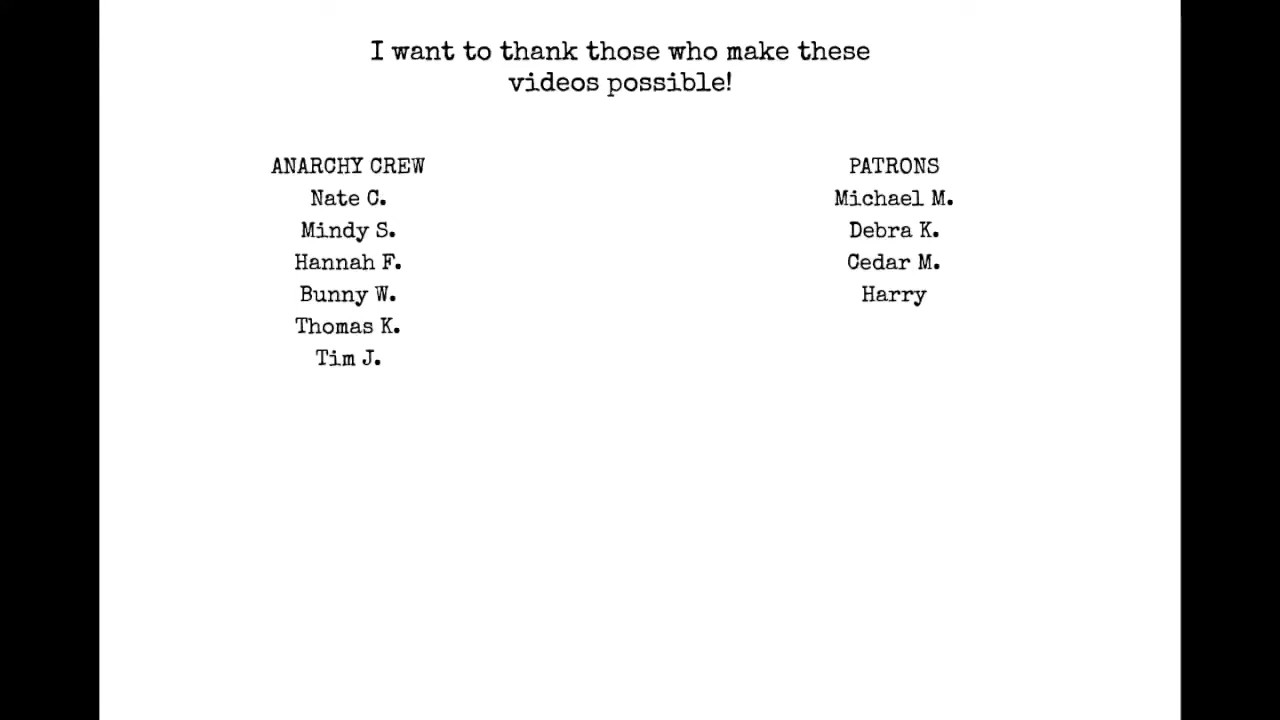 I want to thank those who make these
videos possible!
ANARCHY CREW
Nate C.
Mindy S.
Hannah F.
Bunny W.
Thomas K.
Tim J.
PATRONS
Michael M.
Debra K.
Cedar M.
Harry